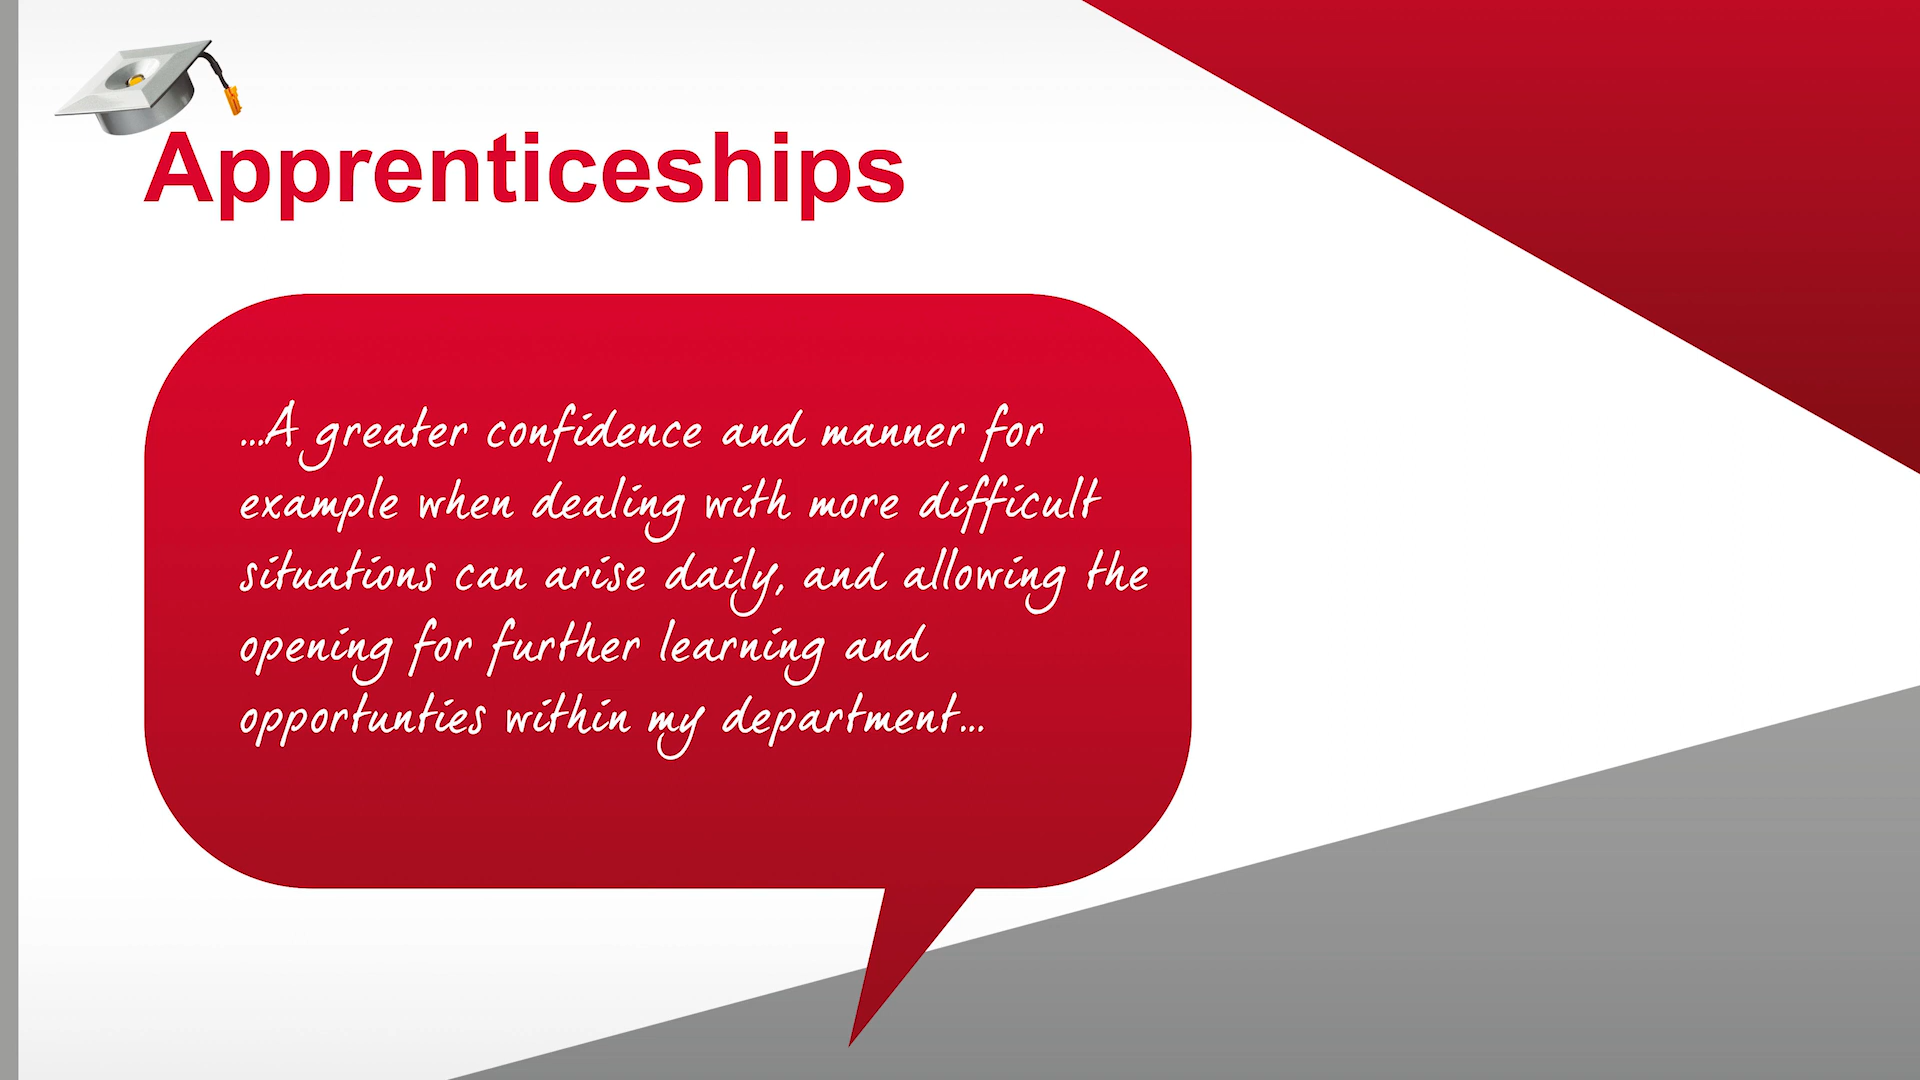 Apprenticeships
...A greater confidence and manner for
example when dealing with more difficult
situations can arise daily, and allowing the
opening for further learning and
opportunties within my department...